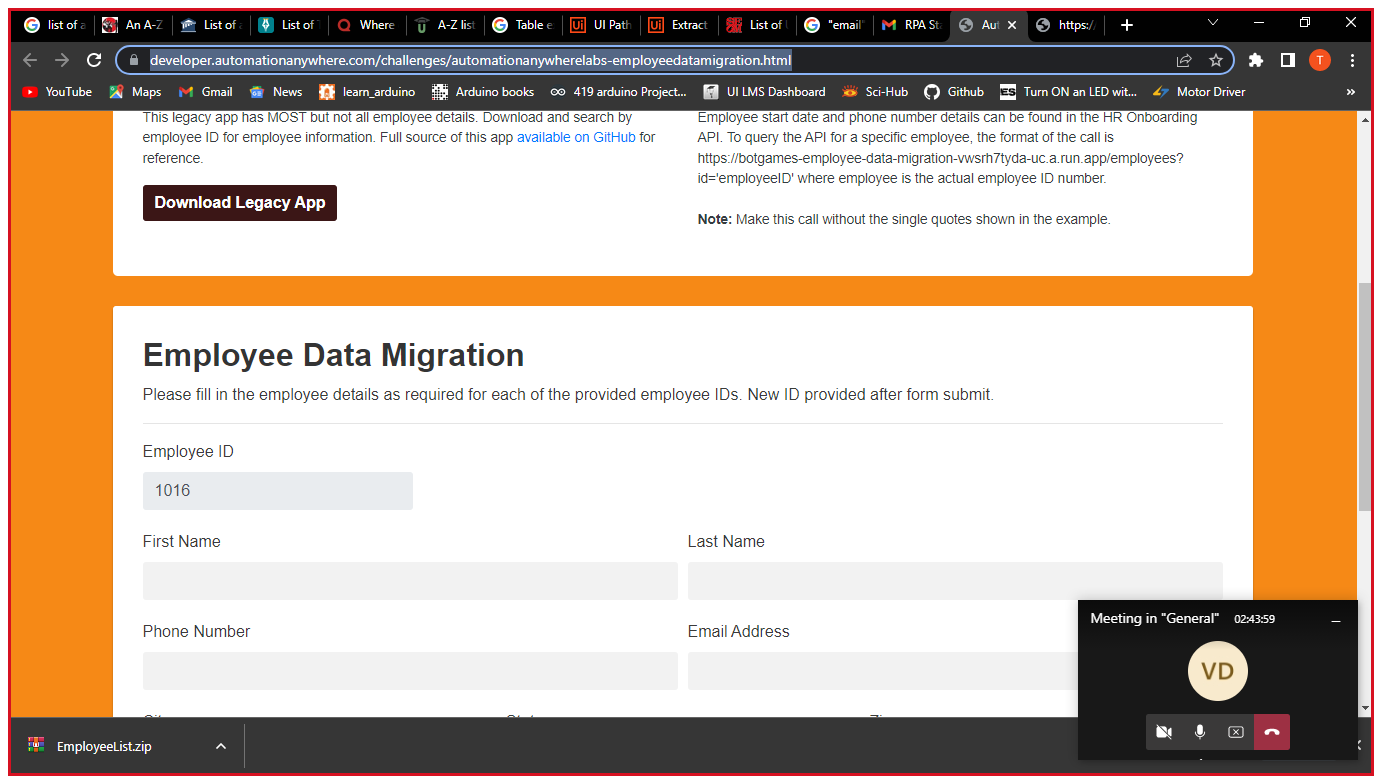 list of a
An A-Z
List of a
List of
Where
A-Z list
Table e
UI Path
Extract
List of U
"email"
RPA Sta
Aut
https:/
developer.automationanywhere.com/challenges/automationanywherelabs-employeedatamigration.html
T
YouTube
Maps
Gmail
News
learn_arduino
Arduino books
419 arduino Project...
UI LMS Dashboard
Sci-Hub
Github
Turn ON an LED wit...
Motor Driver
»
This legacy app has MOST but not all employee details. Download and search by
employee ID for employee information. Full source of this app available on GitHub for
reference.
Download Legacy App
Employee start date and phone number details can be found in the HR Onboarding
API. To query the API for a specific employee, the format of the call is
https://botgames-employee-data-migration-vwsrh7tyda-uc.a.run.app/employees?
id='employeeID' where employee is the actual employee ID number.
Note: Make this call without the single quotes shown in the example.
Employee Data Migration
Please fill in the employee details as required for each of the provided employee IDs. New ID provided after form submit.
Employee ID
1016
First Name
Last Name
Phone Number
Email Address
Meeting in "General"
02:43:59
VD
EmployeeList.zip